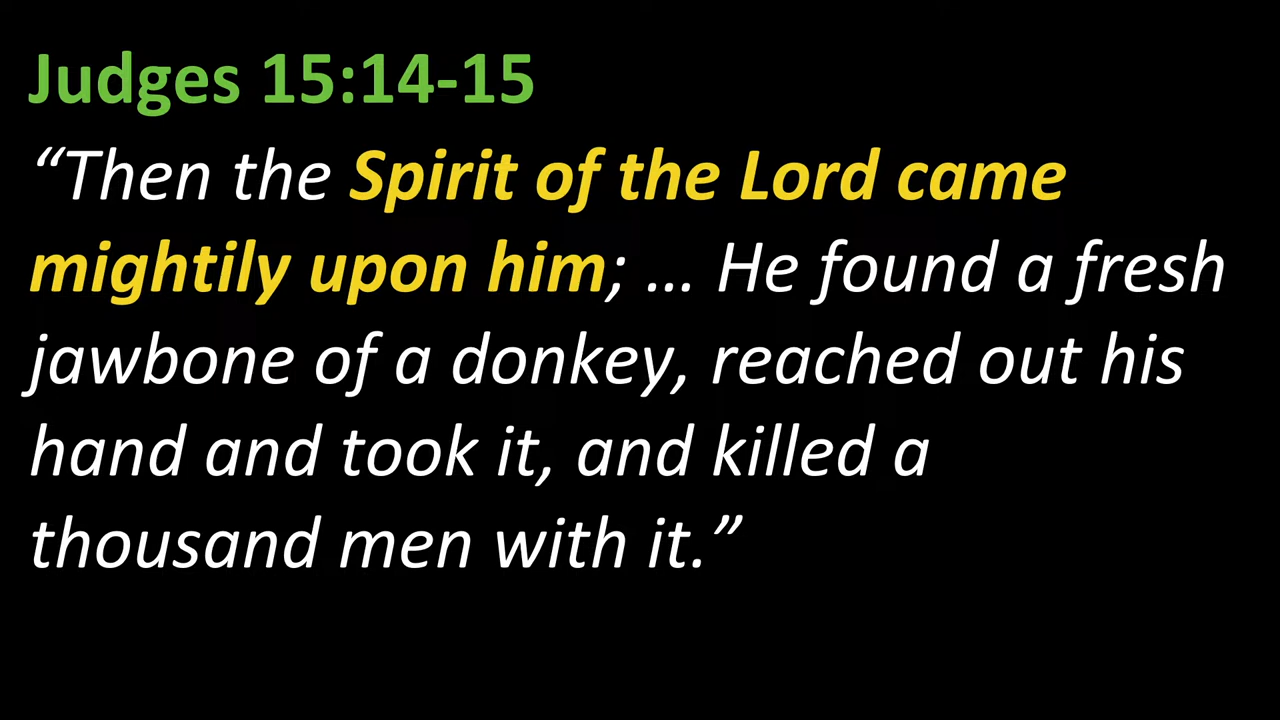 Judges 15:14-15
“Then the Spirit of the Lord came
mightily upon him; ... He found a fresh
jawbone of a donkey, reached out his
hand and took it, and killed a
thousand men with it.”